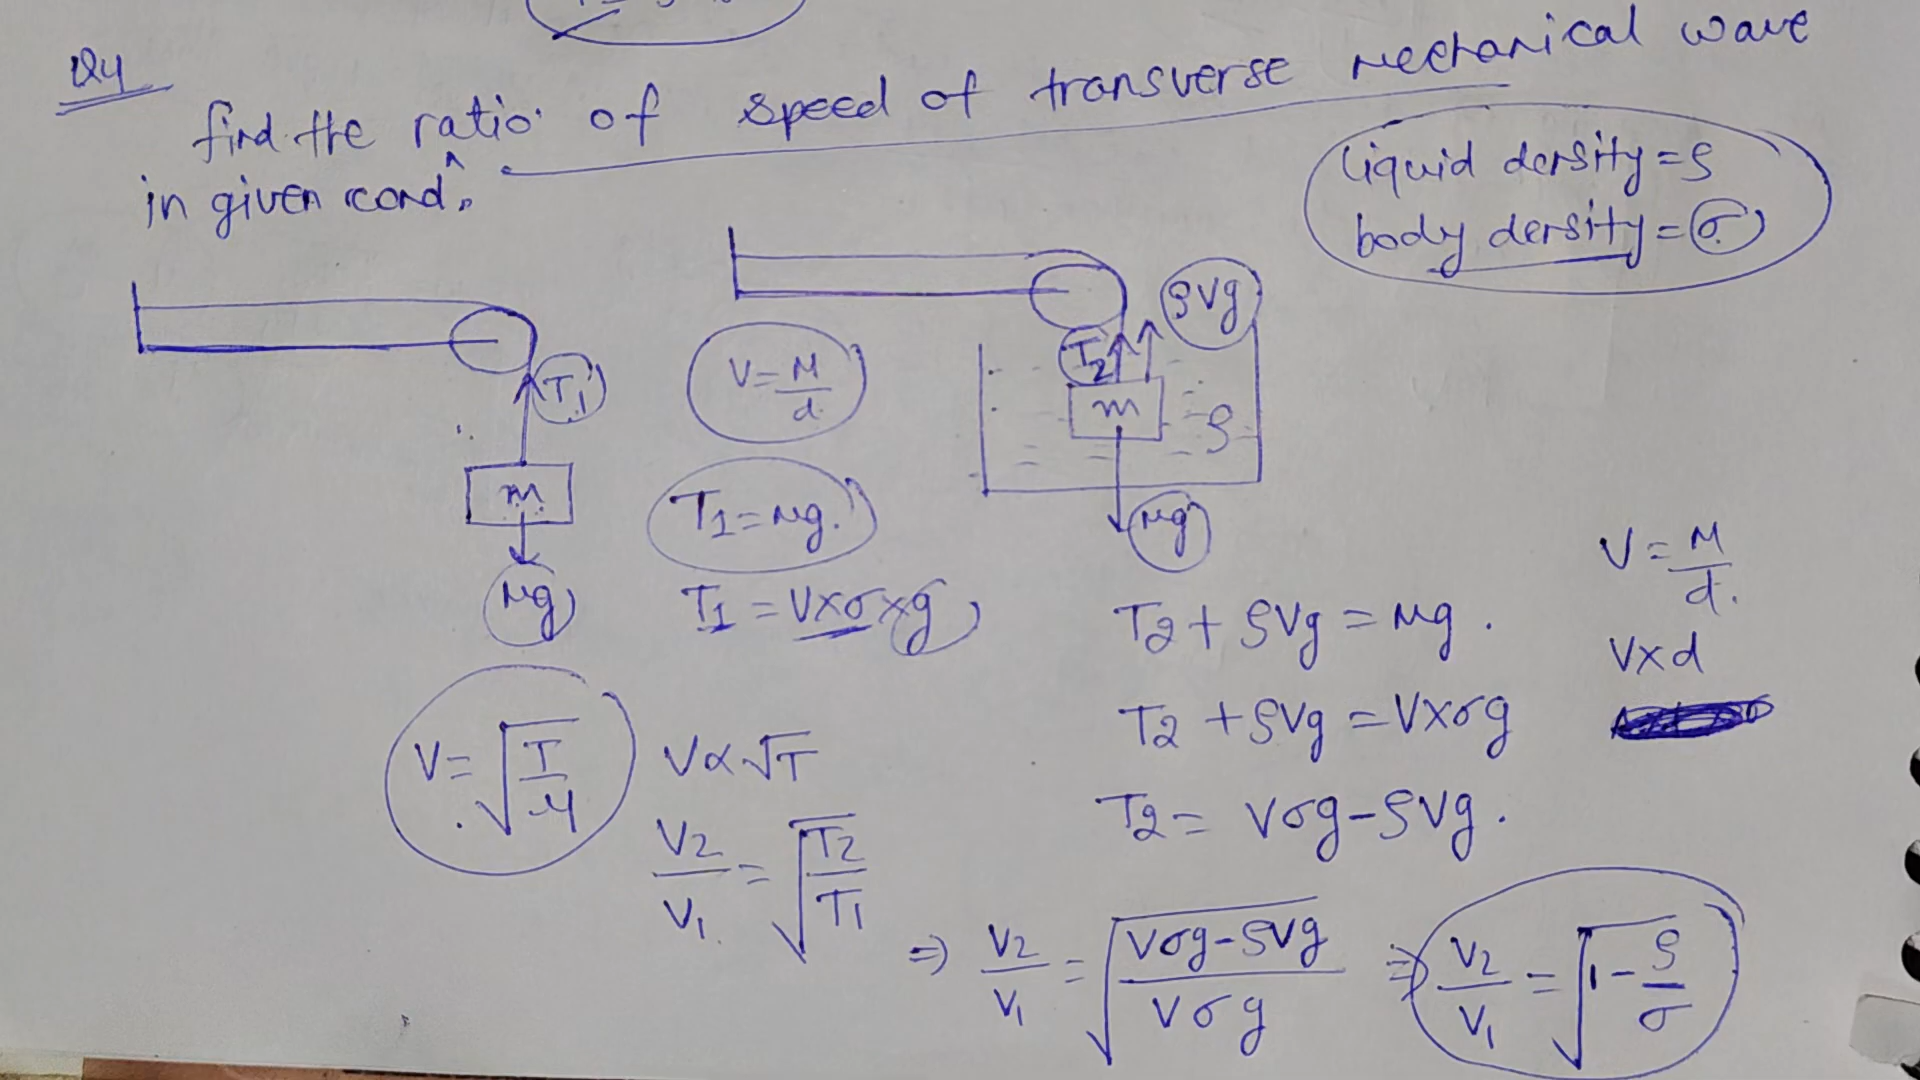 Q4
find the ratio of speed of transverse mechanical wave
in given condⁿ.
liquid density = ρ
body density = σ
T₁
m
Mg
V = M/d
T₁ = Mg.
T₁ = V×σ×g
ρVg
T₂
m
ρ
Mg
T₂ + ρVg = Mg.
T₂ + ρVg = V×σg
T₂ = Vσg - ρVg.
V = M/d.
V×d
V = √(T/μ)
V ∝ √T
V₂/V₁ = √(T₂/T₁)
⇒ V₂/V₁ = √((Vσg - ρVg)/(Vσg)) ⇒ V₂/V₁ = √(1 - ρ/σ)